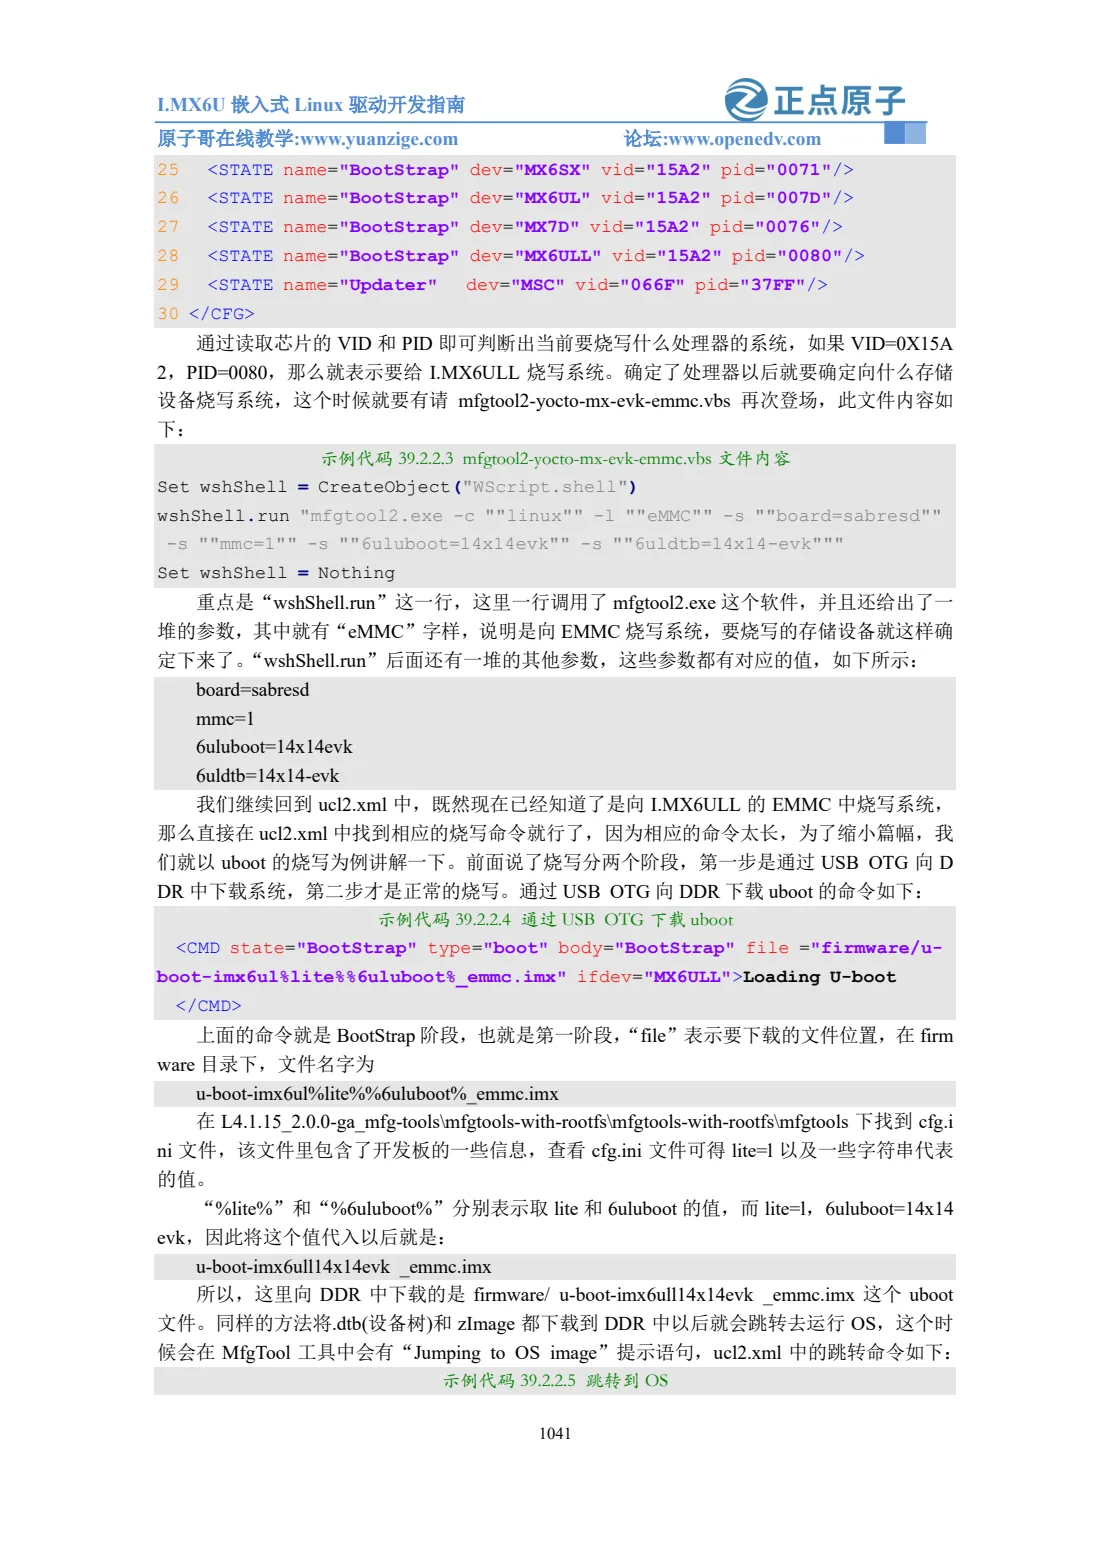 I.MX6U 嵌入式 Linux 驱动开发指南
正点原子
原子哥在线教学:www.yuanzige.com 论坛:www.openedv.com
25 <STATE name="BootStrap" dev="MX6SX" vid="15A2" pid="0071"/>
26 <STATE name="BootStrap" dev="MX6UL" vid="15A2" pid="007D"/>
27 <STATE name="BootStrap" dev="MX7D" vid="15A2" pid="0076"/>
28 <STATE name="BootStrap" dev="MX6ULL" vid="15A2" pid="0080"/>
29 <STATE name="Updater" dev="MSC" vid="066F" pid="37FF"/>
30 </CFG>
通过读取芯片的 VID 和 PID 即可判断出当前要烧写什么处理器的系统，如果 VID=0X15A
2，PID=0080，那么就表示要给 I.MX6ULL 烧写系统。确定了处理器以后就要确定向什么存储
设备烧写系统，这个时候就要有请 mfgtool2-yocto-mx-evk-emmc.vbs 再次登场，此文件内容如
下：
示例代码 39.2.2.3 mfgtool2-yocto-mx-evk-emmc.vbs 文件内容
Set wshShell = CreateObject("WScript.shell")
wshShell.run "mfgtool2.exe -c ""linux"" -l ""eMMC"" -s ""board=sabresd""
-s ""mmc=1"" -s ""6uluboot=14x14evk"" -s ""6uldtb=14x14-evk"""
Set wshShell = Nothing
重点是“wshShell.run”这一行，这里一行调用了 mfgtool2.exe 这个软件，并且还给出了一
堆的参数，其中就有“eMMC”字样，说明是向 EMMC 烧写系统，要烧写的存储设备就这样确
定下来了。“wshShell.run”后面还有一堆的其他参数，这些参数都有对应的值，如下所示：
board=sabresd
mmc=1
6uluboot=14x14evk
6uldtb=14x14-evk
我们继续回到 ucl2.xml 中，既然现在已经知道了是向 I.MX6ULL 的 EMMC 中烧写系统，
那么直接在 ucl2.xml 中找到相应的烧写命令就行了，因为相应的命令太长，为了缩小篇幅，我
们就以 uboot 的烧写为例讲解一下。前面说了烧写分两个阶段，第一步是通过 USB OTG 向 D
DR 中下载系统，第二步才是正常的烧写。通过 USB OTG 向 DDR 下载 uboot 的命令如下：
示例代码 39.2.2.4 通过 USB OTG 下载 uboot
<CMD state="BootStrap" type="boot" body="BootStrap" file ="firmware/u-
boot-imx6ul%lite%%6uluboot%_emmc.imx" ifdev="MX6ULL">Loading U-boot
</CMD>
上面的命令就是 BootStrap 阶段，也就是第一阶段，“file”表示要下载的文件位置，在 firm
ware 目录下，文件名字为
u-boot-imx6ul%lite%%6uluboot%_emmc.imx
在 L4.1.15_2.0.0-ga_mfg-tools\mfgtools-with-rootfs\mfgtools-with-rootfs\mfgtools 下找到 cfg.i
ni 文件，该文件里包含了开发板的一些信息，查看 cfg.ini 文件可得 lite=l 以及一些字符串代表
的值。
“%lite%”和“%6uluboot%”分别表示取 lite 和 6uluboot 的值，而 lite=l，6uluboot=14x14
evk，因此将这个值代入以后就是：
u-boot-imx6ull14x14evk _emmc.imx
所以，这里向 DDR 中下载的是 firmware/ u-boot-imx6ull14x14evk _emmc.imx 这个 uboot
文件。同样的方法将.dtb(设备树)和 zImage 都下载到 DDR 中以后就会跳转去运行 OS，这个时
候会在 MfgTool 工具中会有“Jumping to OS image”提示语句，ucl2.xml 中的跳转命令如下：
示例代码 39.2.2.5 跳转到 OS
1041